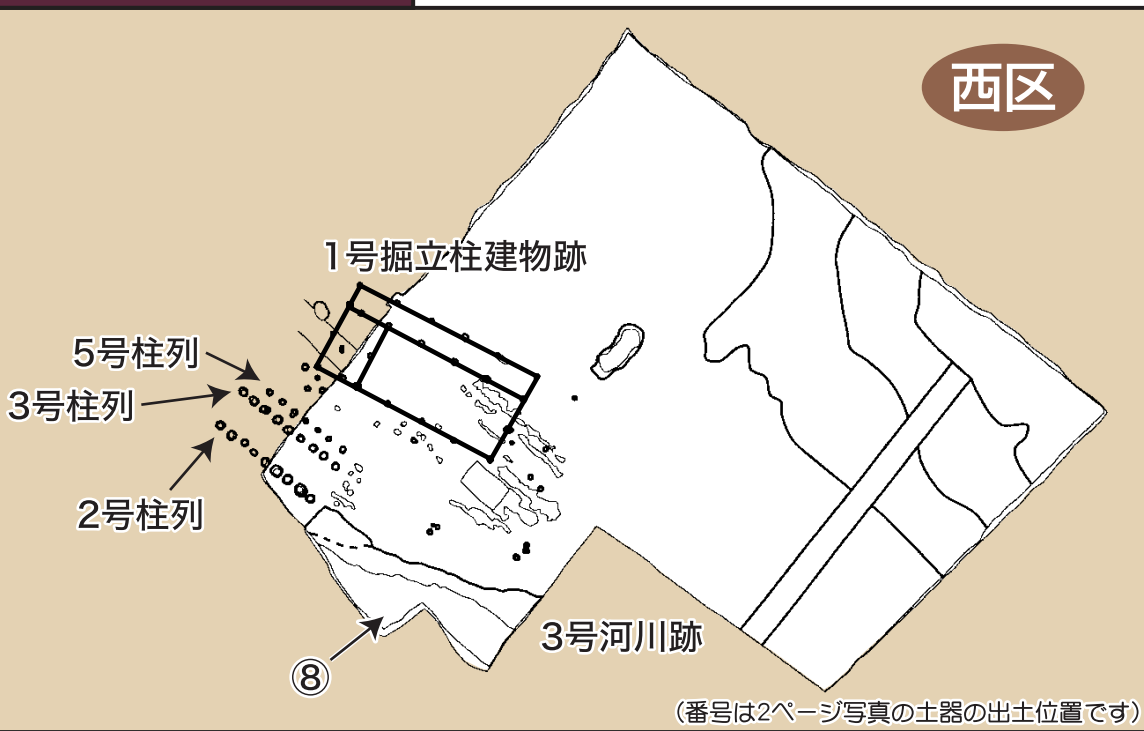 西区
1号掘立柱建物跡
5号柱列
3号柱列
2号柱列
3号河川跡
⑧
（番号は2ページ写真の土器の出土位置です）